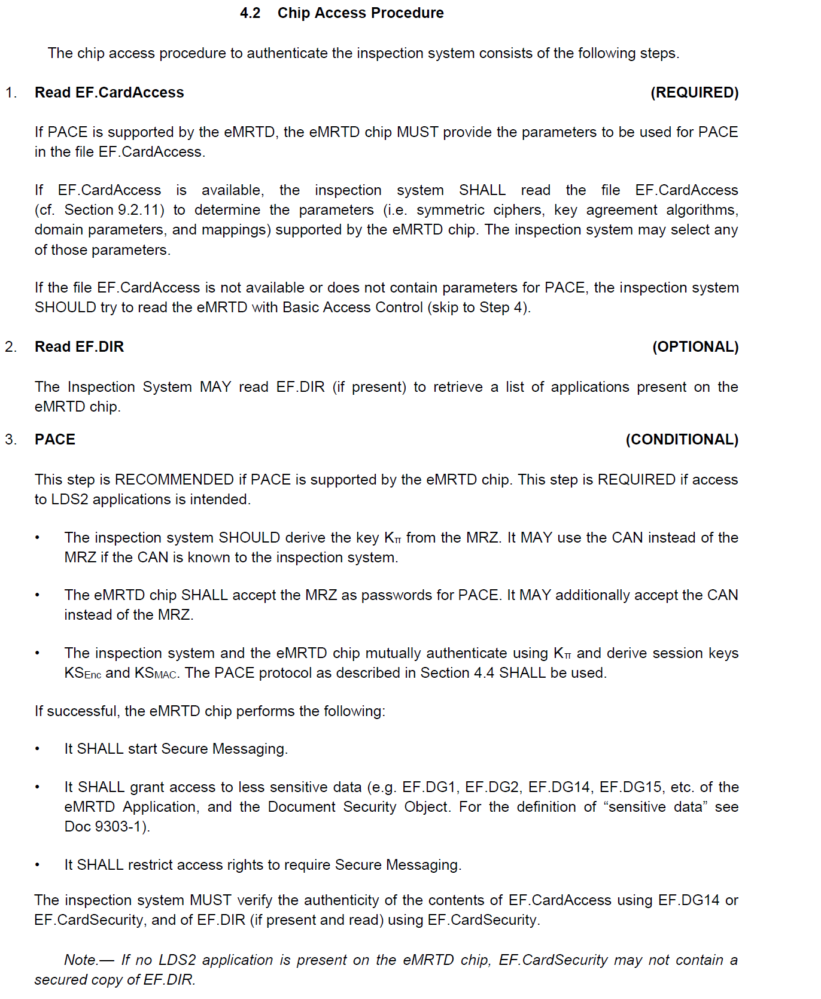 4.2 Chip Access Procedure
The chip access procedure to authenticate the inspection system consists of the following steps.
1. Read EF.CardAccess (REQUIRED)
If PACE is supported by the eMRTD, the eMRTD chip MUST provide the parameters to be used for PACE
in the file EF.CardAccess.
If EF.CardAccess is available, the inspection system SHALL read the file EF.CardAccess
(cf. Section 9.2.11) to determine the parameters (i.e. symmetric ciphers, key agreement algorithms,
domain parameters, and mappings) supported by the eMRTD chip. The inspection system may select any
of those parameters.
If the file EF.CardAccess is not available or does not contain parameters for PACE, the inspection system
SHOULD try to read the eMRTD with Basic Access Control (skip to Step 4).
2. Read EF.DIR (OPTIONAL)
The Inspection System MAY read EF.DIR (if present) to retrieve a list of applications present on the
eMRTD chip.
3. PACE (CONDITIONAL)
This step is RECOMMENDED if PACE is supported by the eMRTD chip. This step is REQUIRED if access
to LDS2 applications is intended.
• The inspection system SHOULD derive the key Kπ from the MRZ. It MAY use the CAN instead of the
MRZ if the CAN is known to the inspection system.
• The eMRTD chip SHALL accept the MRZ as passwords for PACE. It MAY additionally accept the CAN
instead of the MRZ.
• The inspection system and the eMRTD chip mutually authenticate using Kπ and derive session keys
KSEnc and KSMAC. The PACE protocol as described in Section 4.4 SHALL be used.
If successful, the eMRTD chip performs the following:
• It SHALL start Secure Messaging.
• It SHALL grant access to less sensitive data (e.g. EF.DG1, EF.DG2, EF.DG14, EF.DG15, etc. of the
eMRTD Application, and the Document Security Object. For the definition of “sensitive data” see
Doc 9303-1).
• It SHALL restrict access rights to require Secure Messaging.
The inspection system MUST verify the authenticity of the contents of EF.CardAccess using EF.DG14 or
EF.CardSecurity, and of EF.DIR (if present and read) using EF.CardSecurity.
Note.— If no LDS2 application is present on the eMRTD chip, EF.CardSecurity may not contain a
secured copy of EF.DIR.